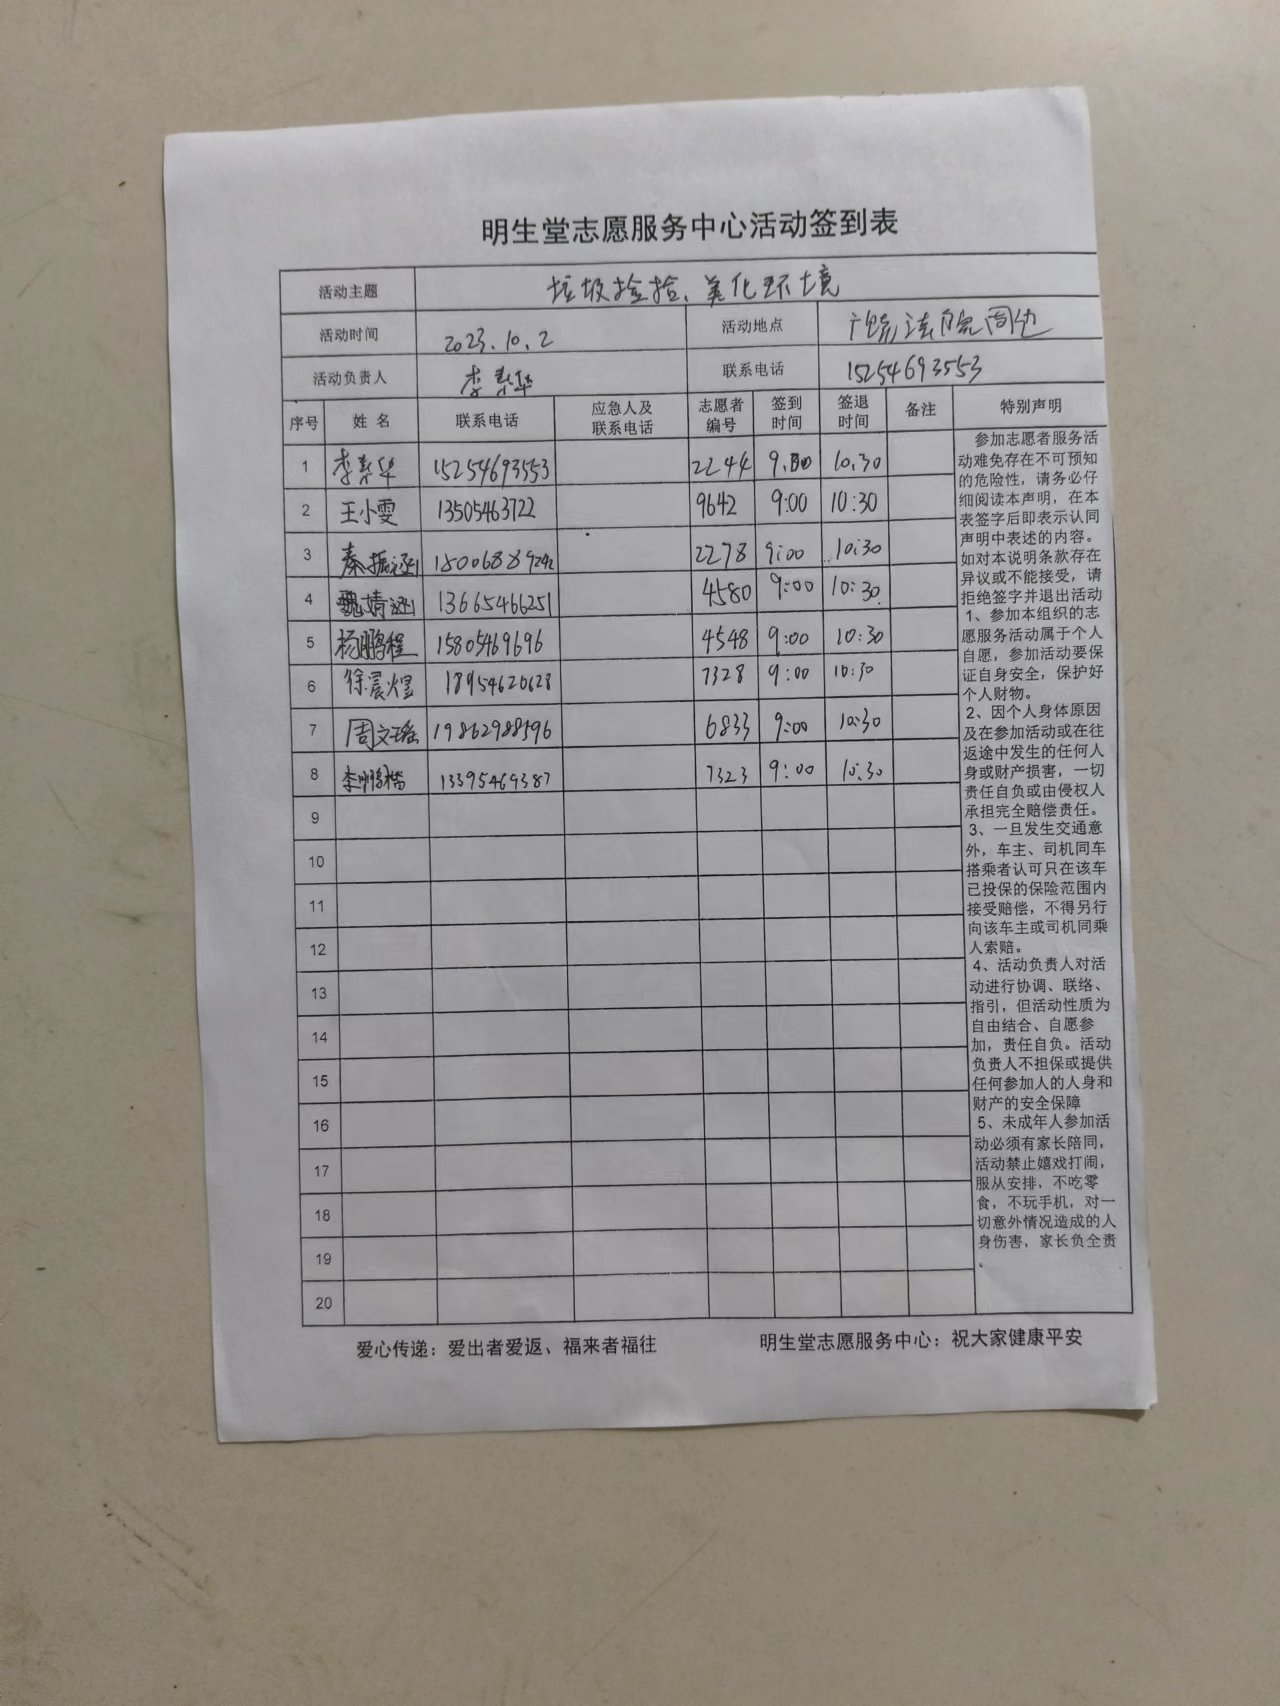 明生堂志愿服务中心活动签到表
活动主题 垃圾捡拾、美化环境
活动时间 2023.10.2 活动地点 广饶法院周边
活动负责人 李素华 联系电话 15254693553
序号 姓名 联系电话 应急人及联系电话 志愿者编号 签到时间 签退时间 备注 特别声明
1 李素华 15254693553 2244 9:00 10:30
2 王小雯 13505463722 9642 9:00 10:30
3 秦振涵 15006889242 2278 9:00 10:30
4 魏婧涵 13665466251 4580 9:00 10:30
5 杨鹏程 15805469696 4548 9:00 10:30
6 徐晨煜 18954620628 7328 9:00 10:30
7 周文瑶 19862988596 6833 9:00 10:30
8 李鹏 13395469387 7323 9:00 10:30
9
10
11
12
13
14
15
16
17
18
19
20
参加志愿者服务活
动难免存在不可预知
的危险性，请务必仔
细阅读本声明，在本
表签字后即表示认同
声明中表述的内容。
如对本说明条款存在
异议或不能接受，请
拒绝签字并退出活动
1、参加本组织的志
愿服务活动属于个人
自愿，参加活动要保
证自身安全，保护好
个人财物。
2、因个人身体原因
及在参加活动或在往
返途中发生的任何人
身或财产损害，一切
责任自负或由侵权人
承担完全赔偿责任。
3、一旦发生交通意
外，车主、司机同车
搭乘者认可只在该车
已投保的保险范围内
接受赔偿，不得另行
向该车主或司机同乘
人索赔。
4、活动负责人对活
动进行协调、联络、
指引，但活动性质为
自由结合、自愿参
加，责任自负。活动
负责人不担保或提供
任何参加人的人身和
财产的安全保障
5、未成年人参加活
动必须有家长陪同，
活动禁止嬉戏打闹，
服从安排，不吃零
食，不玩手机，对一
切意外情况造成的人
身伤害，家长负全责
。
爱心传递：爱出者爱返、福来者福往 明生堂志愿服务中心：祝大家健康平安